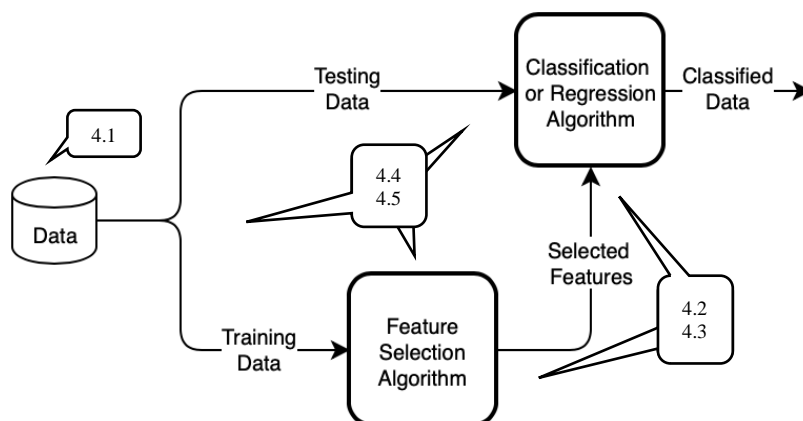 Testing
Data
Classification
or Regression
Algorithm
Classified
Data
4.1
4.4
4.5
Data
Selected
Features
4.2
4.3
Training
Data
Feature
Selection
Algorithm